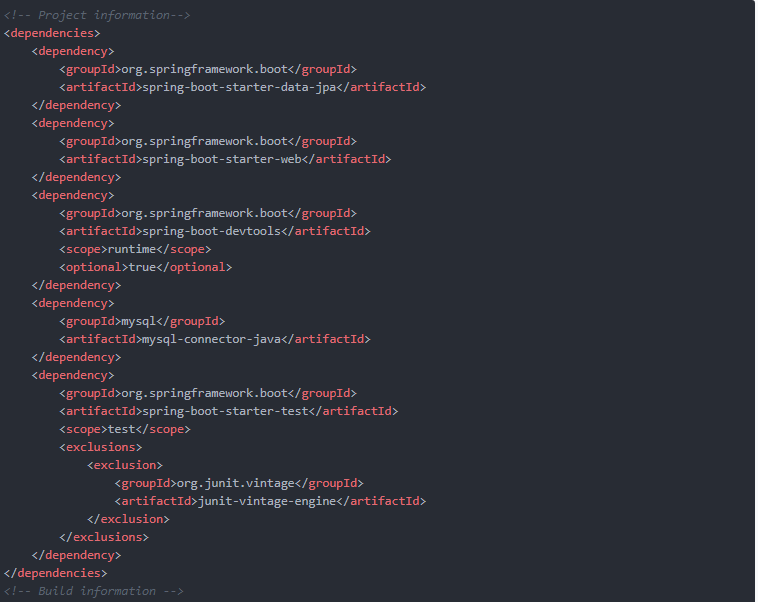 <!-- Project information-->
<dependencies>
    <dependency>
        <groupId>org.springframework.boot</groupId>
        <artifactId>spring-boot-starter-data-jpa</artifactId>
    </dependency>
    <dependency>
        <groupId>org.springframework.boot</groupId>
        <artifactId>spring-boot-starter-web</artifactId>
    </dependency>
    <dependency>
        <groupId>org.springframework.boot</groupId>
        <artifactId>spring-boot-devtools</artifactId>
        <scope>runtime</scope>
        <optional>true</optional>
    </dependency>
    <dependency>
        <groupId>mysql</groupId>
        <artifactId>mysql-connector-java</artifactId>
    </dependency>
    <dependency>
        <groupId>org.springframework.boot</groupId>
        <artifactId>spring-boot-starter-test</artifactId>
        <scope>test</scope>
        <exclusions>
            <exclusion>
                <groupId>org.junit.vintage</groupId>
                <artifactId>junit-vintage-engine</artifactId>
            </exclusion>
        </exclusions>
    </dependency>
</dependencies>
<!-- Build information -->